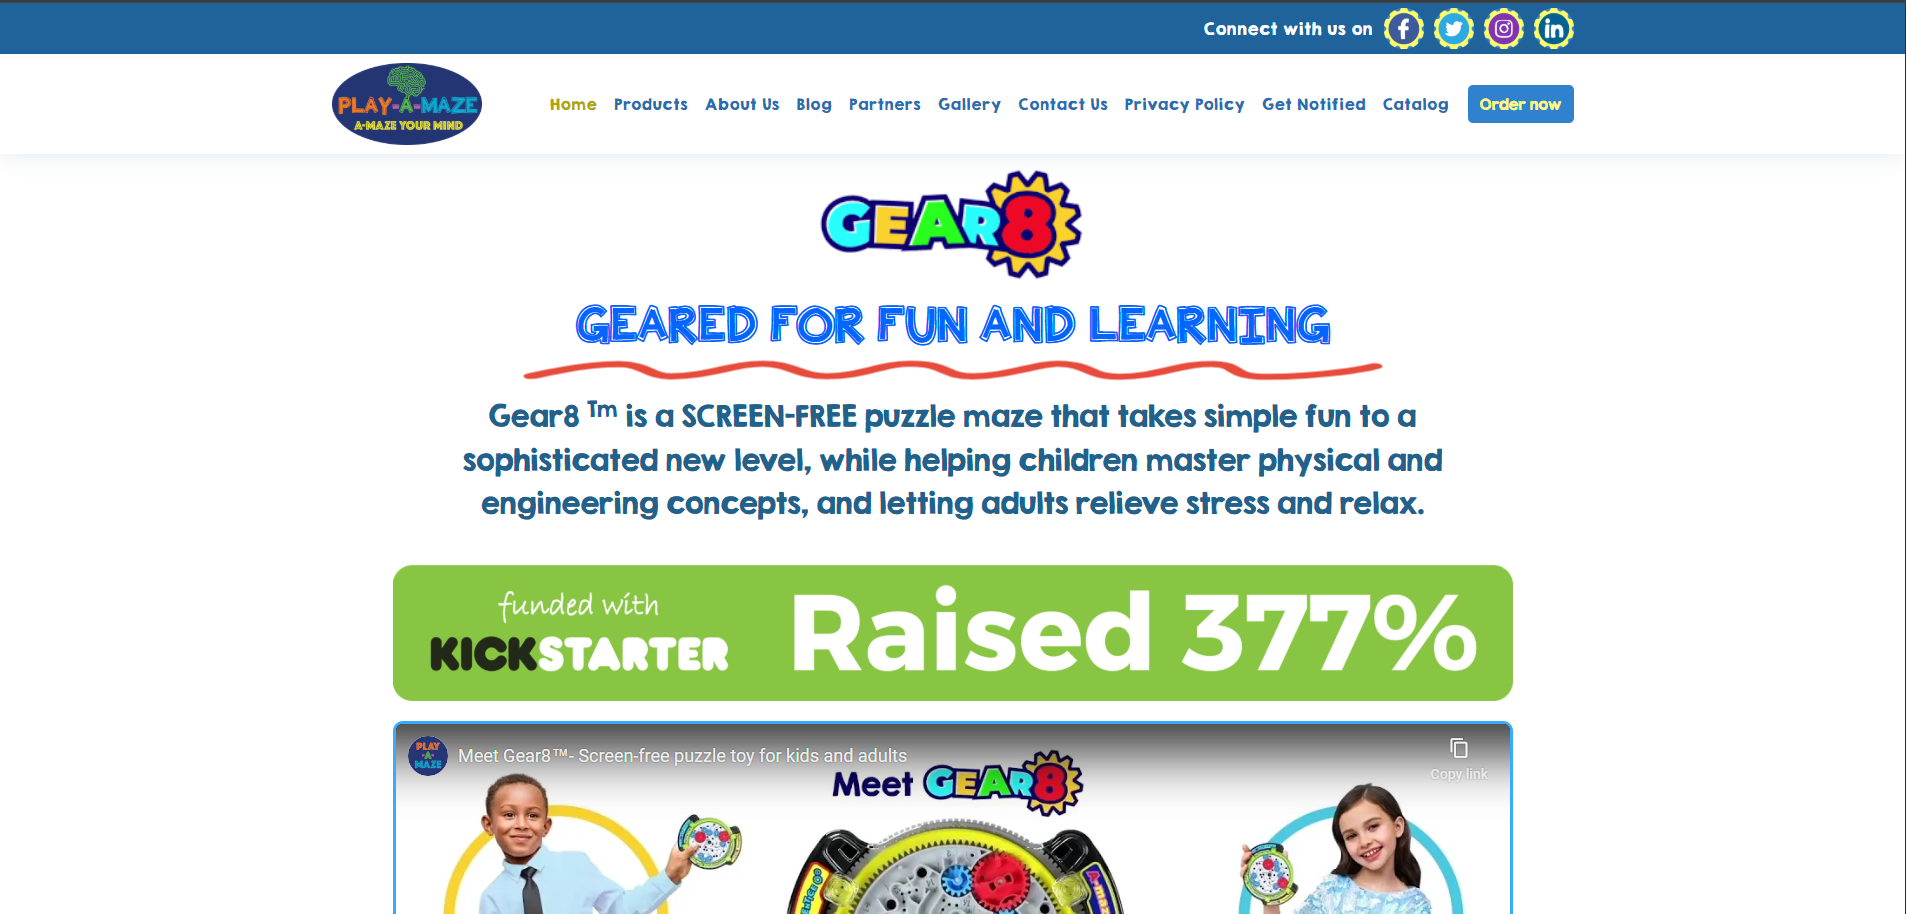 Connect with us on
PLAY-A-MAZE
A-MAZE YOUR MIND
Home Products About Us Blog Partners Gallery Contact Us Privacy Policy Get Notified Catalog Order now
GEAR8
GEARED FOR FUN AND LEARNING
Gear8 Tm is a SCREEN-FREE puzzle maze that takes simple fun to a
sophisticated new level, while helping children master physical and
engineering concepts, and letting adults relieve stress and relax.
funded with
KICKSTARTER
Raised 377%
PLAY
-A-
MAZE
Meet Gear8™- Screen-free puzzle toy for kids and adults
Copy link
Meet GEAR8